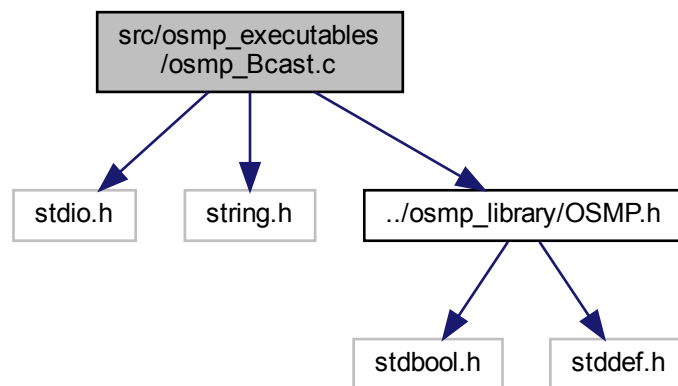 src/osmp_executables
/osmp_Bcast.c
stdio.h
string.h
../osmp_library/OSMP.h
stdbool.h
stddef.h